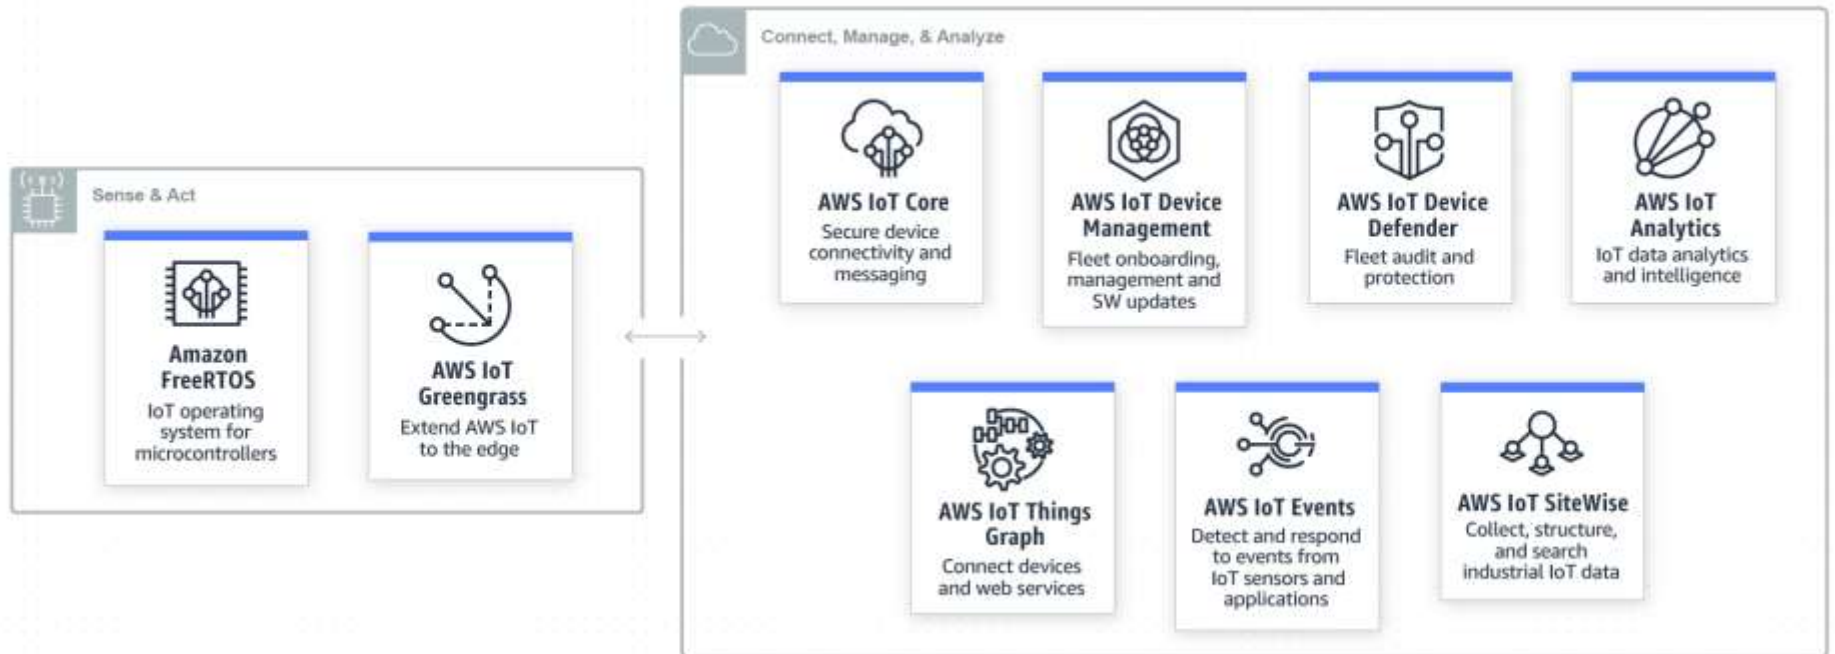 Connect, Manage, & Analyze
AWS IoT Core
Secure device
connectivity and
messaging
AWS IoT Device
Management
Fleet onboarding,
management and
SW updates
AWS IoT Device
Defender
Fleet audit and
protection
AWS IoT
Analytics
IoT data analytics
and intelligence
Sense & Act
Amazon
FreeRTOS
IoT operating
system for
microcontrollers
AWS IoT
Greengrass
Extend AWS IoT
to the edge
AWS IoT Things
Graph
Connect devices
and web services
AWS IoT Events
Detect and respond
to events from
IoT sensors and
applications
AWS IoT SiteWise
Collect, structure,
and search
industrial IoT data